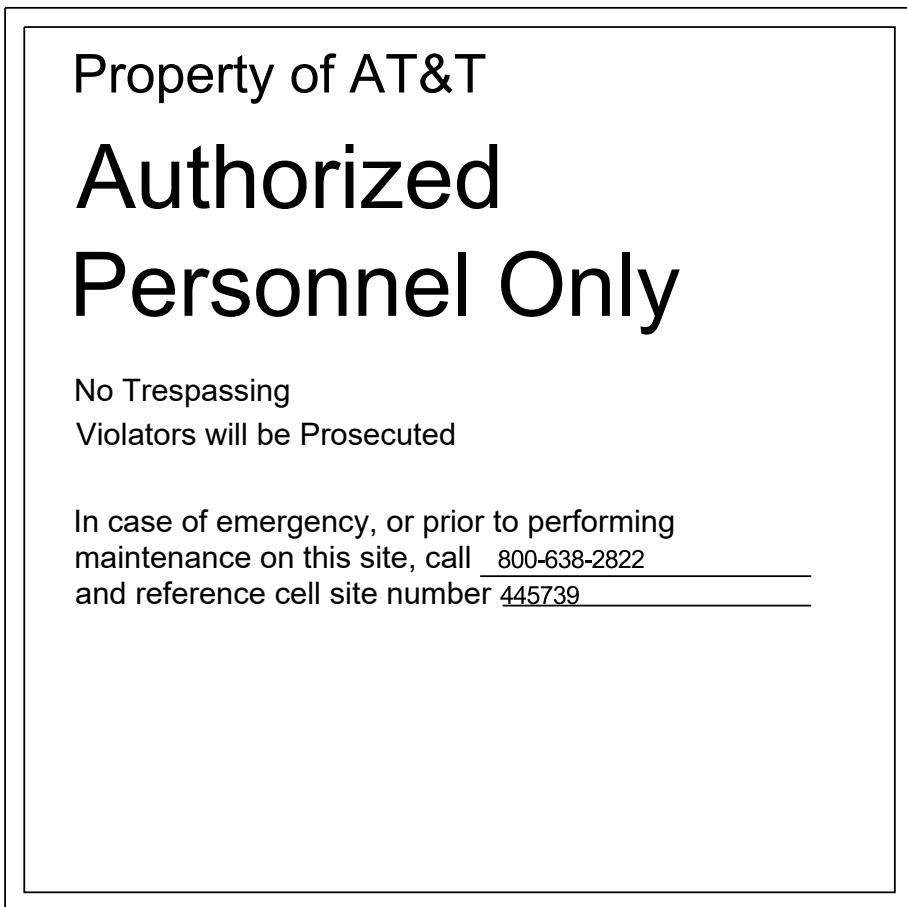 Property of AT&T
Authorized
Personnel Only
No Trespassing
Violators will be Prosecuted
In case of emergency, or prior to performing
maintenance on this site, call 800-638-2822
and reference cell site number 445739